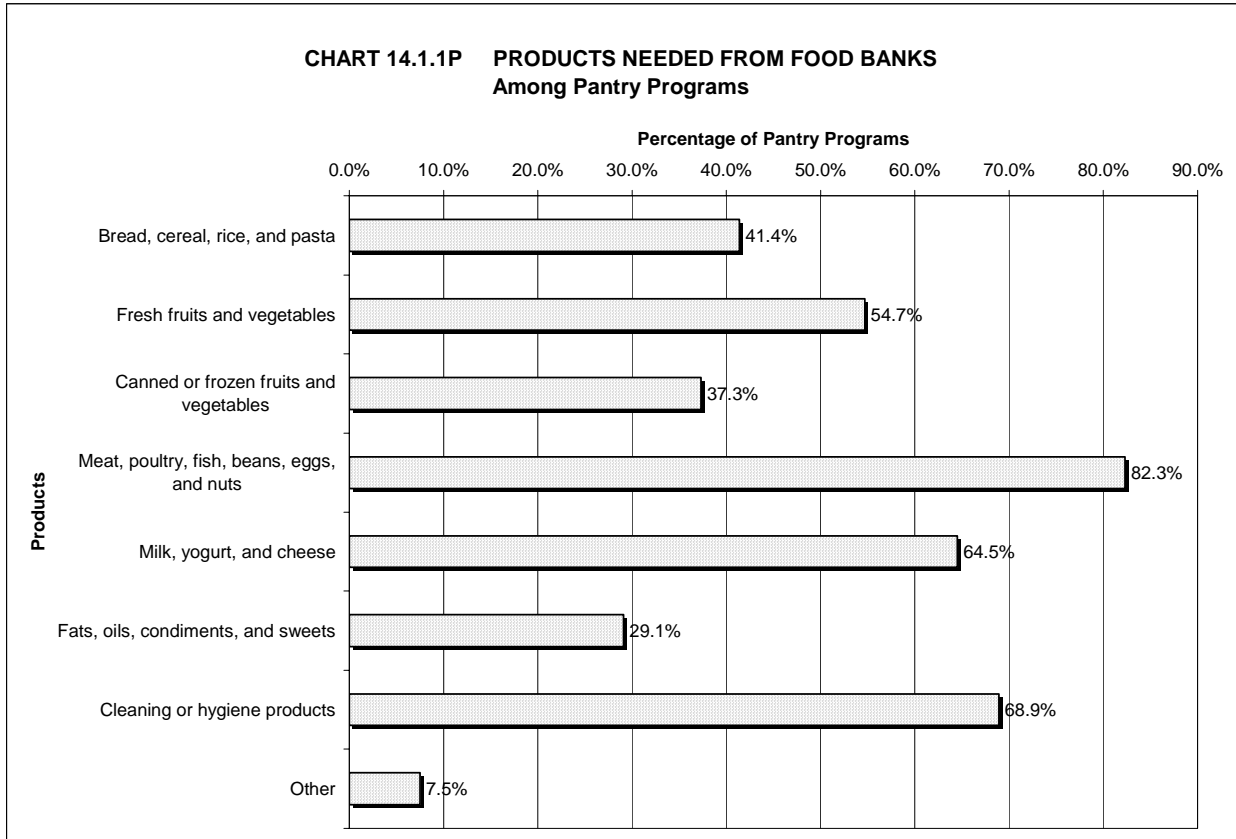 CHART 14.1.1P PRODUCTS NEEDED FROM FOOD BANKS
Among Pantry Programs
Percentage of Pantry Programs
0.0% 10.0% 20.0% 30.0% 40.0% 50.0% 60.0% 70.0% 80.0% 90.0%
Products
Bread, cereal, rice, and pasta 41.4%
Fresh fruits and vegetables 54.7%
Canned or frozen fruits and
vegetables 37.3%
Meat, poultry, fish, beans, eggs,
and nuts 82.3%
Milk, yogurt, and cheese 64.5%
Fats, oils, condiments, and sweets 29.1%
Cleaning or hygiene products 68.9%
Other 7.5%